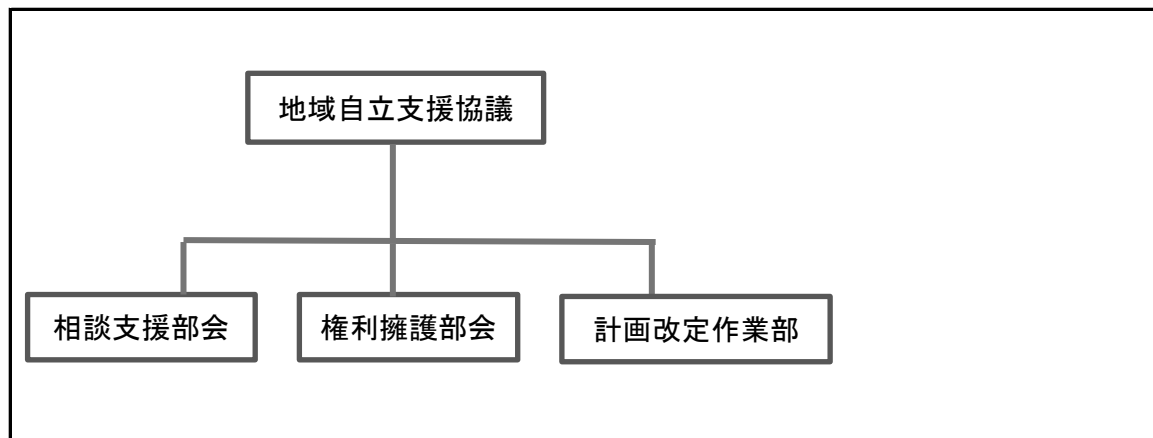 地域自立支援協議
相談支援部会
権利擁護部会
計画改定作業部